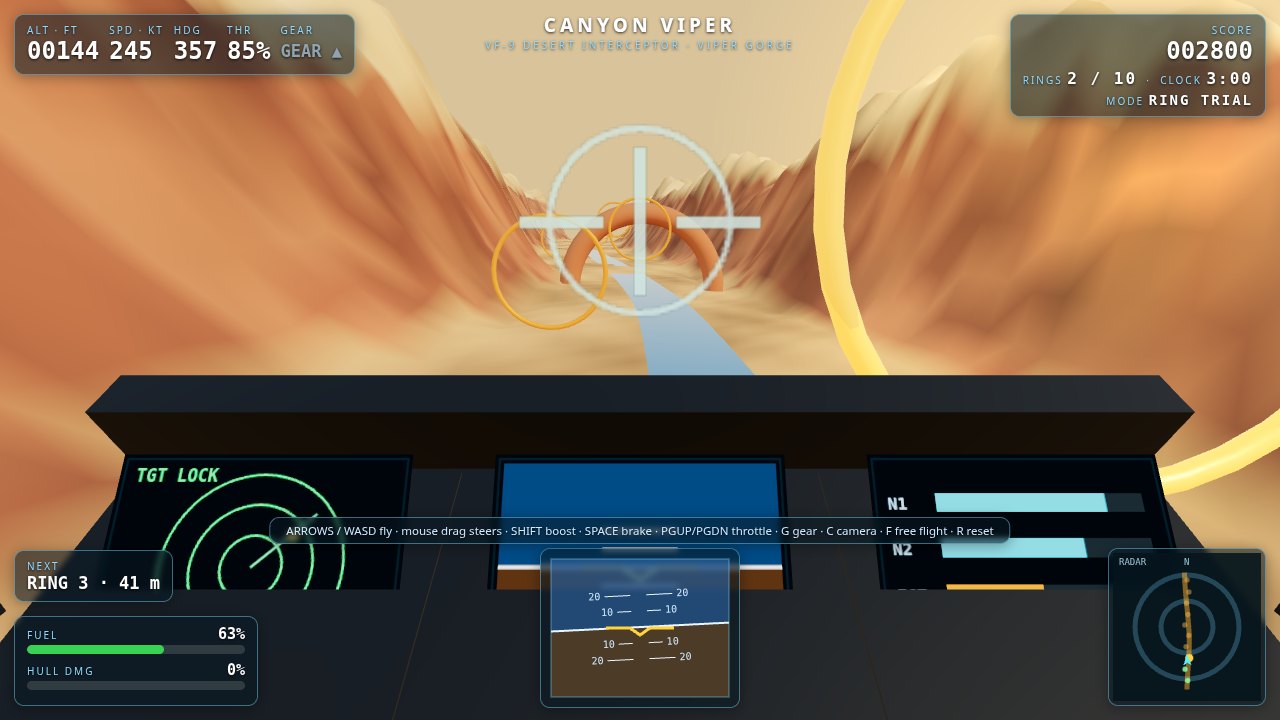 ALT · FT SPD · KT HDG THR GEAR
00144 245 357 85% GEAR ▲
CANYON VIPER
VF-9 DESERT INTERCEPTOR · VIPER GORGE
SCORE
002800
RINGS 2 / 10 · CLOCK 3:00
MODE RING TRIAL
TGT LOCK
N1
N2
ARROWS / WASD fly · mouse drag steers · SHIFT boost · SPACE brake · PGUP/PGDN throttle · G gear · C camera · F free flight · R reset
NEXT
RING 3 · 41 m
FUEL 63%
HULL DMG 0%
20 20
10 10
10 10
20 20
RADAR N